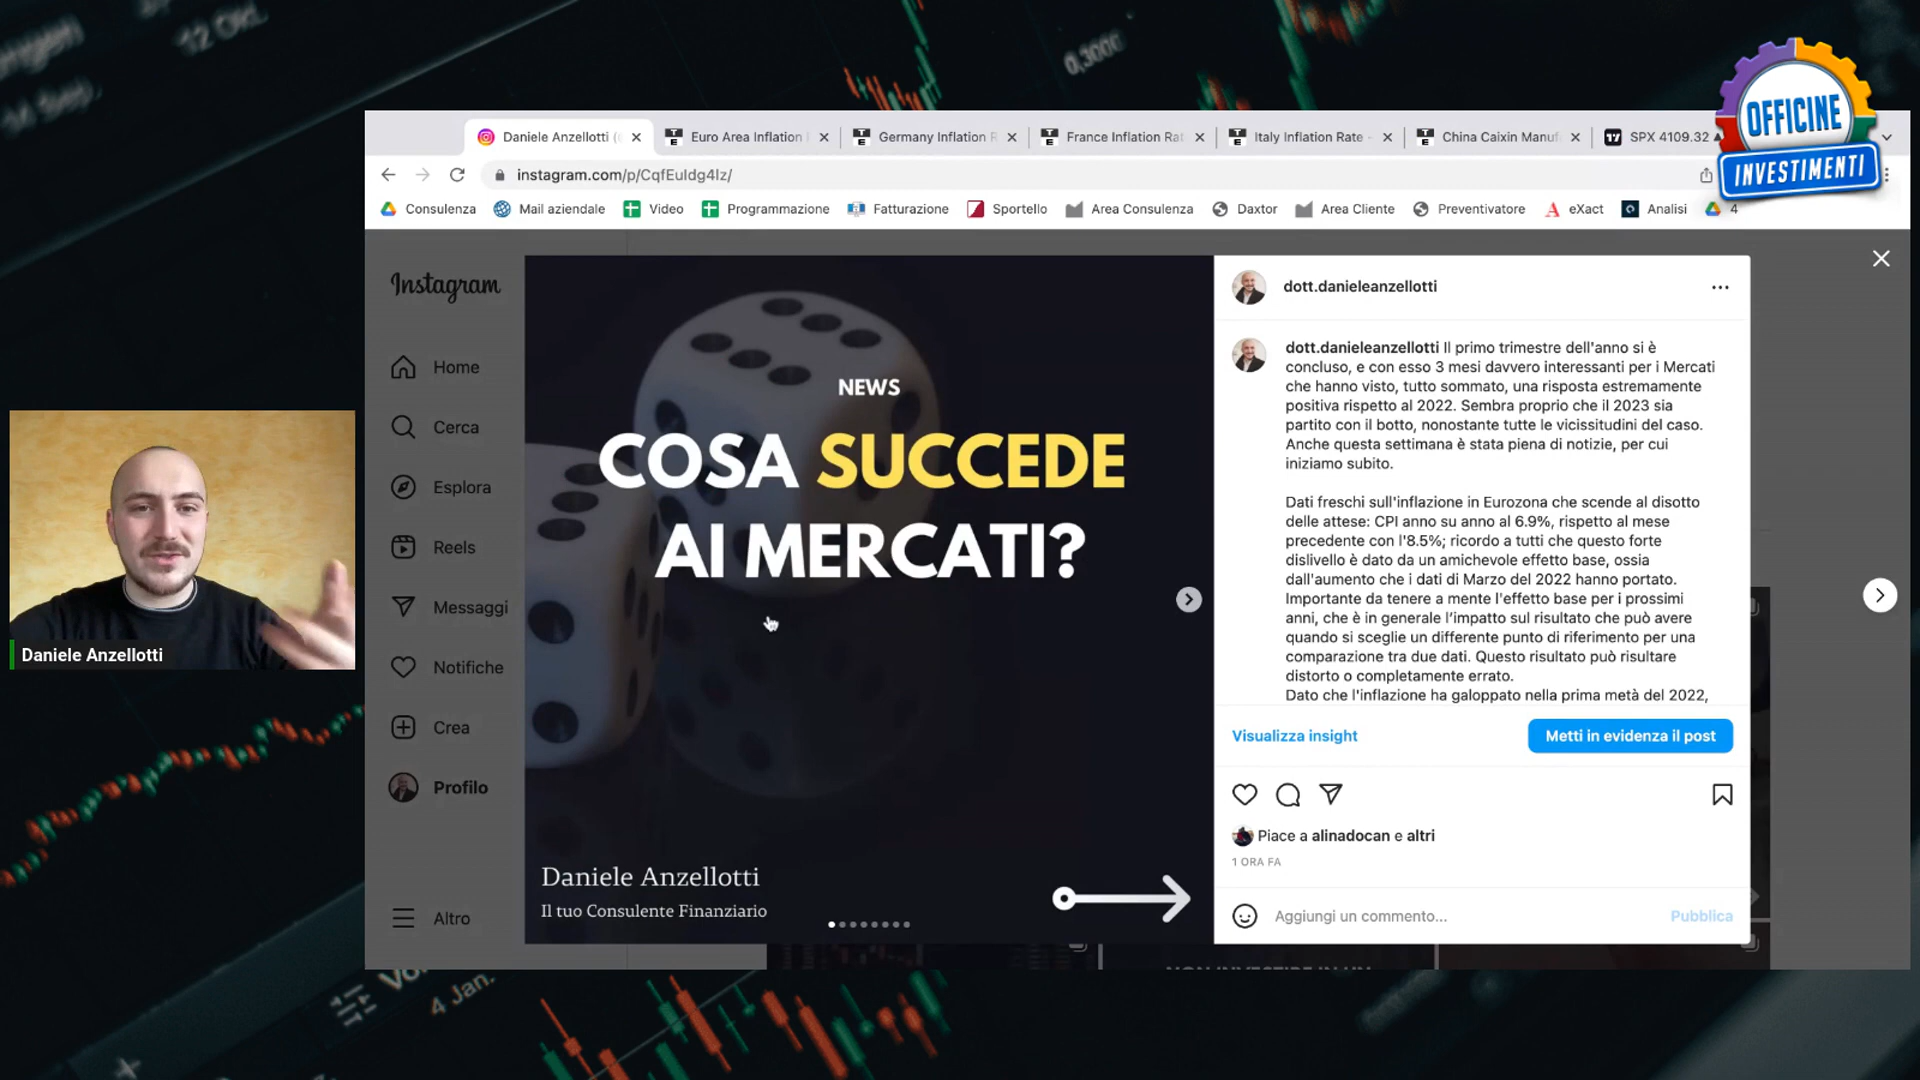 12 Okt.
0,3000
OFFICINE
INVESTIMENTI
Daniele Anzellotti (
Euro Area Inflation
Germany Inflation R
France Inflation Rat
Italy Inflation Rate -
China Caixin Manuf
SPX 4109.32
instagram.com/p/CqfEuldg4lz/
Consulenza
Mail aziendale
Video
Programmazione
Fatturazione
Sportello
Area Consulenza
Daxtor
Area Cliente
Preventivatore
eXact
Analisi
4
Instagram
Home
Cerca
Esplora
Reels
Messaggi
Notifiche
Crea
Profilo
Altro
NEWS
COSA SUCCEDE
AI MERCATI?
Daniele Anzellotti
Il tuo Consulente Finanziario
dott.danieleanzellotti
dott.danieleanzellotti Il primo trimestre dell'anno si è
concluso, e con esso 3 mesi davvero interessanti per i Mercati
che hanno visto, tutto sommato, una risposta estremamente
positiva rispetto al 2022. Sembra proprio che il 2023 sia
partito con il botto, nonostante tutte le vicissitudini del caso.
Anche questa settimana è stata piena di notizie, per cui
iniziamo subito.
Dati freschi sull'inflazione in Eurozona che scende al disotto
delle attese: CPI anno su anno al 6.9%, rispetto al mese
precedente con l'8.5%; ricordo a tutti che questo forte
dislivello è dato da un amichevole effetto base, ossia
dall'aumento che i dati di Marzo del 2022 hanno portato.
Importante da tenere a mente l'effetto base per i prossimi
anni, che è in generale l'impatto sul risultato che può avere
quando si sceglie un differente punto di riferimento per una
comparazione tra due dati. Questo risultato può risultare
distorto o completamente errato.
Dato che l'inflazione ha galoppato nella prima metà del 2022,
Visualizza insight
Metti in evidenza il post
Piace a alinadocan e altri
1 ORA FA
Aggiungi un commento...
Pubblica
Daniele Anzellotti
4 Jan.